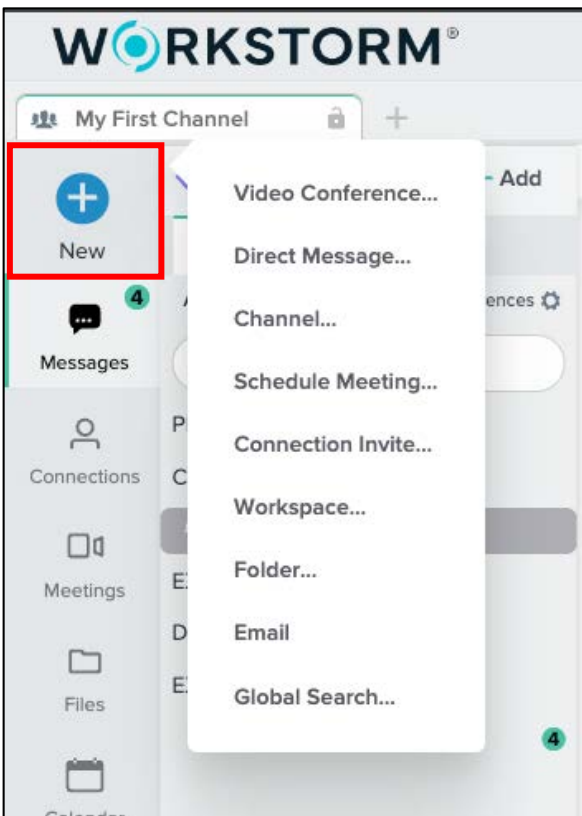 WORKSTORM®
My First Channel
+ Add
New
Video Conference...
Direct Message...
Channel...
Schedule Meeting...
Connection Invite...
Workspace...
Folder...
Email
Global Search...
4
Messages
Connections
Meetings
Files
Calendar
4